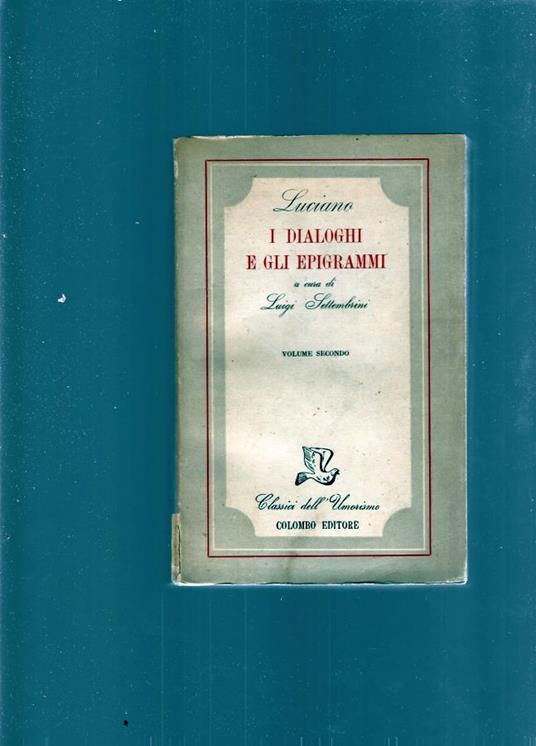 Luciano
I DIALOGHI
E GLI EPIGRAMMI
a cura di
Luigi Settembrini
VOLUME SECONDO
Classici dell'Umorismo
COLOMBO EDITORE